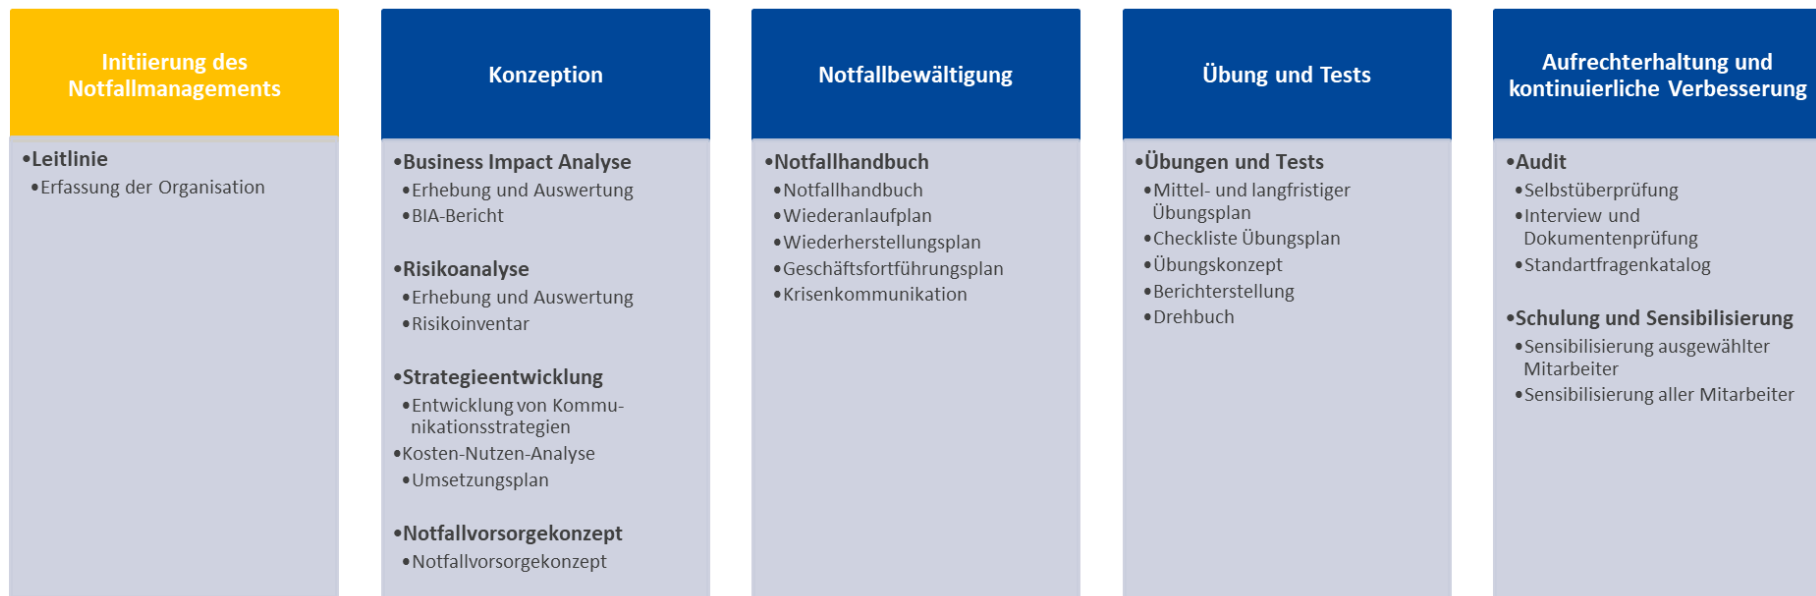 Initiierung des
Notfallmanagements
•Leitlinie
•Erfassung der Organisation
Konzeption
•Business Impact Analyse
•Erhebung und Auswertung
•BIA-Bericht
•Risikoanalyse
•Erhebung und Auswertung
•Risikoinventar
•Strategieentwicklung
•Entwicklung von Kommu-
nikationsstrategien
•Kosten-Nutzen-Analyse
•Umsetzungsplan
•Notfallvorsorgekonzept
•Notfallvorsorgekonzept
Notfallbewältigung
•Notfallhandbuch
•Notfallhandbuch
•Wiederanlaufplan
•Wiederherstellungsplan
•Geschäftsfortführungsplan
•Krisenkommunikation
Übung und Tests
•Übungen und Tests
•Mittel- und langfristiger
Übungsplan
•Checkliste Übungsplan
•Übungskonzept
•Berichterstellung
•Drehbuch
Aufrechterhaltung und
kontinuierliche Verbesserung
•Audit
•Selbstüberprüfung
•Interview und
Dokumentenprüfung
•Standartfragenkatalog
•Schulung und Sensibilisierung
•Sensibilisierung ausgewählter
Mitarbeiter
•Sensibilisierung aller Mitarbeiter